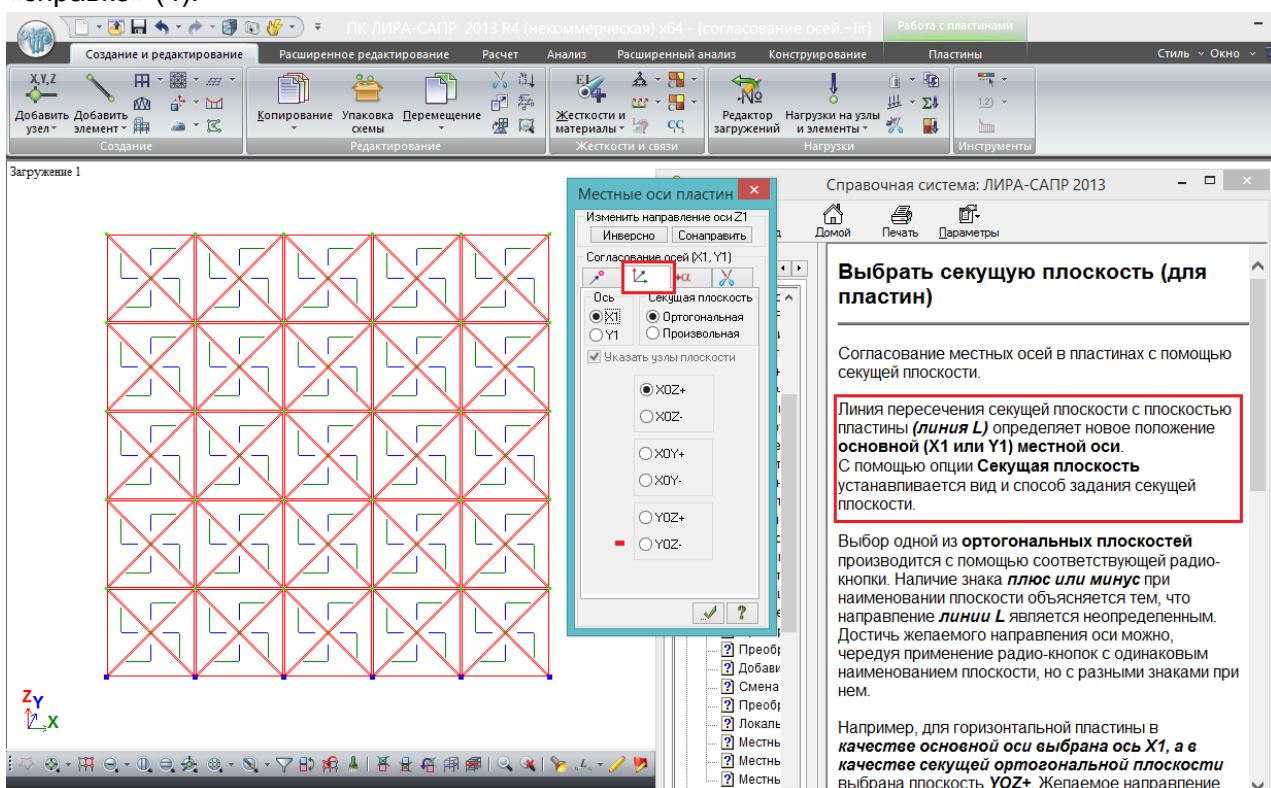 ПК ЛИРА-САПР 2013 R4 (некоммерческая) x64 - [согласование осей.~lir]
Работа с пластинами
Создание и редактирование
Расширенное редактирование
Расчет
Анализ
Расширенный анализ
Конструирование
Пластины
Стиль
Окно
X,Y,Z
Добавить узел
Добавить элемент
Копирование
Упаковка схемы
Перемещение
Жесткости и материалы
Редактор загружений
Нагрузки на узлы и элементы
Создание
Редактирование
Жесткости и связи
Нагрузки
Инструменты
Загружение 1
Z
Y
X
Местные оси пластин
Изменить направление оси Z1
Инверсно
Сонаправить
Согласование осей (X1, Y1)
+α
Ось
Секущая плоскость
X1
Ортогональная
Y1
Произвольная
Указать узлы плоскости
X0Z+
X0Z-
X0Y+
X0Y-
Y0Z+
Y0Z-
Справочная система: ЛИРА-САПР 2013
Домой
Печать
Параметры
Преобр
Добави
Смена
Преобр
Локаль
Местнь
Местнь
Местнь
Выбрать секущую плоскость (для
пластин)
Согласование местных осей в пластинах с помощью
секущей плоскости.
Линия пересечения секущей плоскости с плоскостью
пластины (линия L) определяет новое положение
основной (X1 или Y1) местной оси.
С помощью опции Секущая плоскость
устанавливается вид и способ задания секущей
плоскости.
Выбор одной из ортогональных плоскостей
производится с помощью соответствующей радио-
кнопки. Наличие знака плюс или минус при
наименовании плоскости объясняется тем, что
направление линии L является неопределенным.
Достичь желаемого направления оси можно,
чередуя применение радио-кнопок с одинаковым
наименованием плоскости, но с разными знаками при
нем.
Например, для горизонтальной пластины в
качестве основной оси выбрана ось X1, а в
качестве секущей ортогональной плоскости
выбрана плоскость YOZ+. Желаемое направление